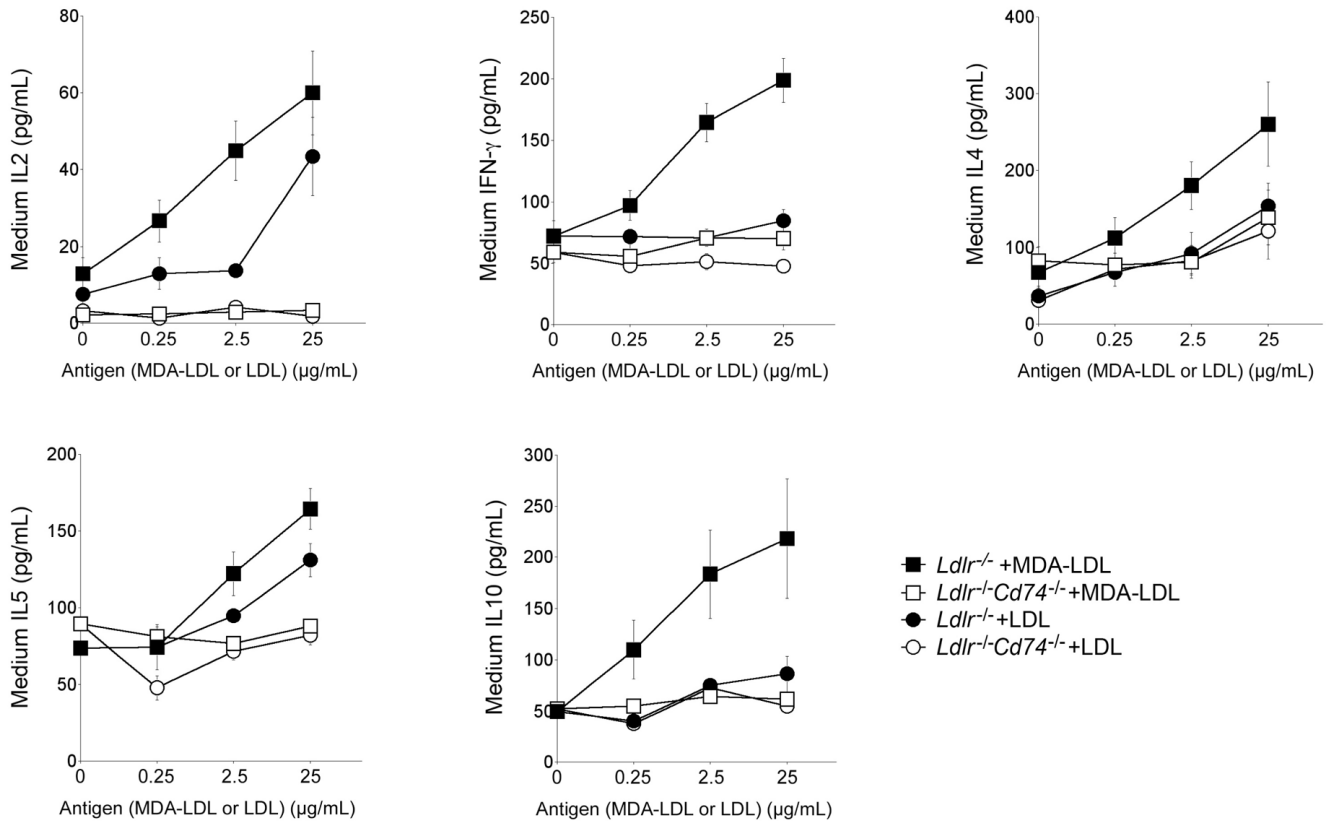 80
60
40
20
0
Medium IL2 (pg/mL)
0 0.25 2.5 25
Antigen (MDA-LDL or LDL) (μg/mL)
250
200
150
100
50
0
Medium IFN-γ (pg/mL)
0 0.25 2.5 25
Antigen (MDA-LDL or LDL) (μg/mL)
400
300
200
100
0
Medium IL4 (pg/mL)
0 0.25 2.5 25
Antigen (MDA-LDL or LDL) (μg/mL)
200
150
100
50
0
Medium IL5 (pg/mL)
0 0.25 2.5 25
Antigen (MDA-LDL or LDL) (μg/mL)
300
250
200
150
100
50
0
Medium IL10 (pg/mL)
0 0.25 2.5 25
Antigen (MDA-LDL or LDL) (μg/mL)
Ldlr-/- +MDA-LDL
Ldlr-/-Cd74-/-+MDA-LDL
Ldlr-/-+LDL
Ldlr-/-Cd74-/-+LDL